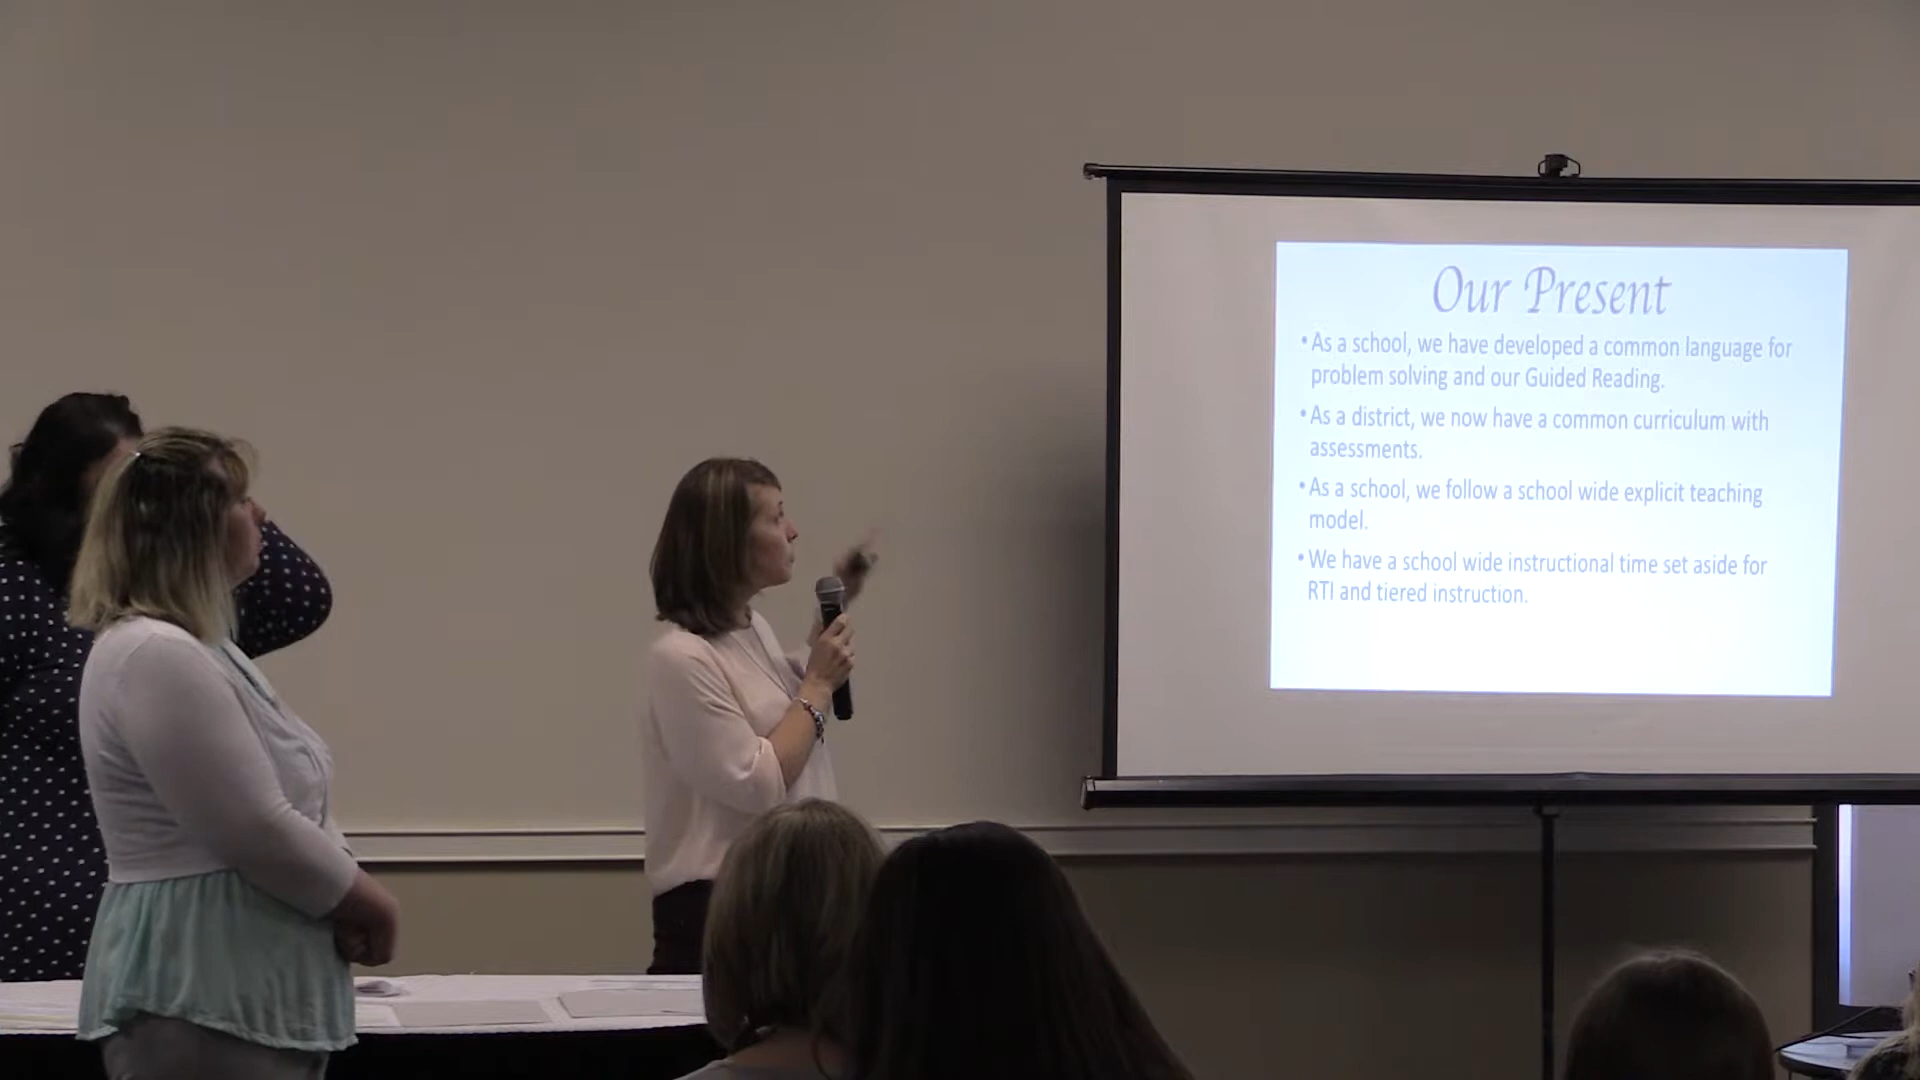 Our Present
•As a school, we have developed a common language for
problem solving and our Guided Reading.
•As a district, we now have a common curriculum with
assessments.
•As a school, we follow a school wide explicit teaching
model.
•We have a school wide instructional time set aside for
RTI and tiered instruction.